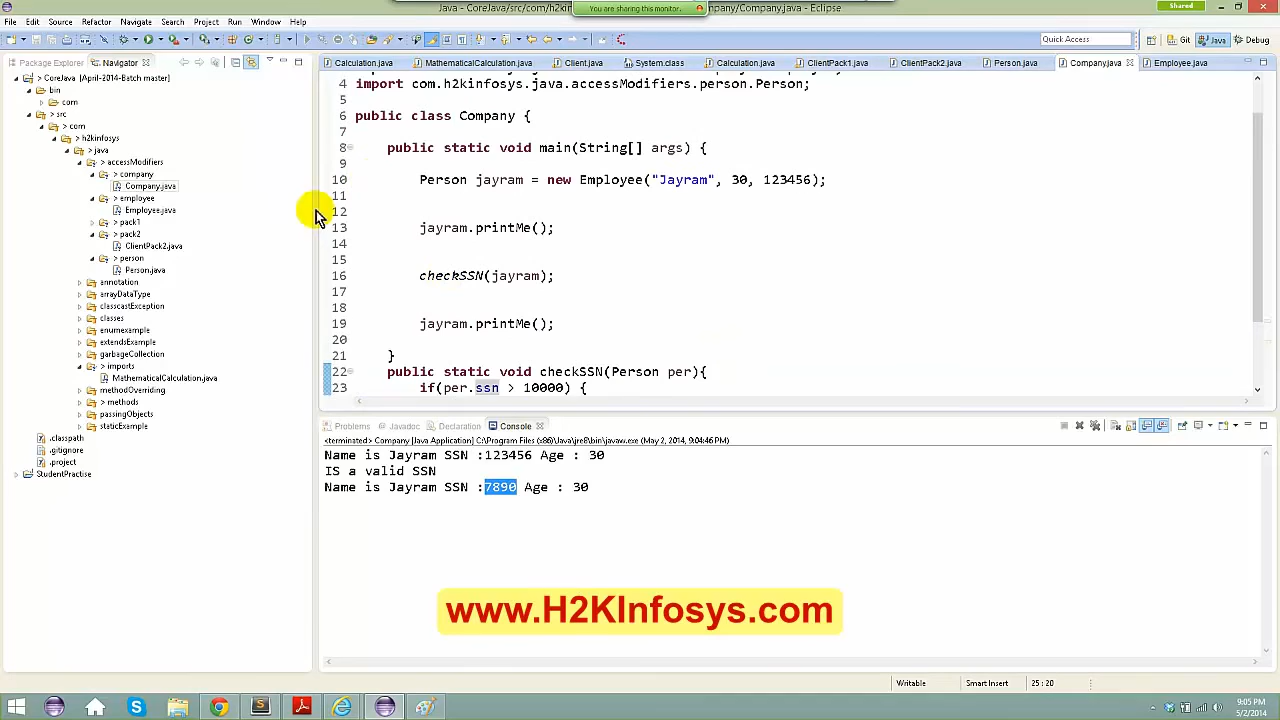 Java - CoreJava/src/com/h2kin
You are sharing this monitor.
pany/Company.java - Eclipse
Shared
File Edit Source Refactor Navigate Search Project Run Window Help
Quick Access
Git Java Debug
Package Explorer Navigator
Calculation.java MathematicalCalculation.java Client.java System.class Calculation.java ClientPack1.java ClientPack2.java Person.java Company.java Employee.java
CoreJava [April-2014-Batch master]
bin
com
> src
> com
> h2kinfosys
> java
> accessModifiers
> company
Company.java
> employee
Employee.java
> pack1
> pack2
ClientPack2.java
> person
Person.java
annotation
arrayDataType
classcastException
classes
enumexample
extendsExample
garbageCollection
> imports
MathematicalCalculation.java
methodOverriding
> methods
passingObjects
staticExample
.classpath
.gitignore
.project
StudentPractise
4 import com.h2kinfosys.java.accessModifiers.person.Person;
5
6 public class Company {
7
8 public static void main(String[] args) {
9
10 Person jayram = new Employee("Jayram", 30, 123456);
11
12
13 jayram.printMe();
14
15
16 checkSSN(jayram);
17
18
19 jayram.printMe();
20
21 }
22 public static void checkSSN(Person per){
23 if(per.ssn > 10000) {
Problems Javadoc Declaration Console
<terminated> Company [Java Application] C:\Program Files (x86)\Java\jre8\bin\javaw.exe (May 2, 2014, 9:04:46 PM)
Name is Jayram SSN :123456 Age : 30
IS a valid SSN
Name is Jayram SSN :7890 Age : 30
www.H2KInfosys.com
Writable Smart Insert 25 : 20
9:05 PM
5/2/2014